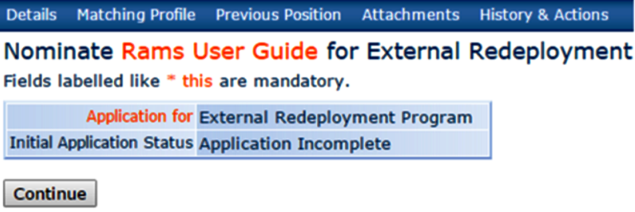 Details Matching Profile Previous Position Attachments History & Actions
Nominate Rams User Guide for External Redeployment
Fields labelled like * this are mandatory.
Application for External Redeployment Program
Initial Application Status Application Incomplete
Continue